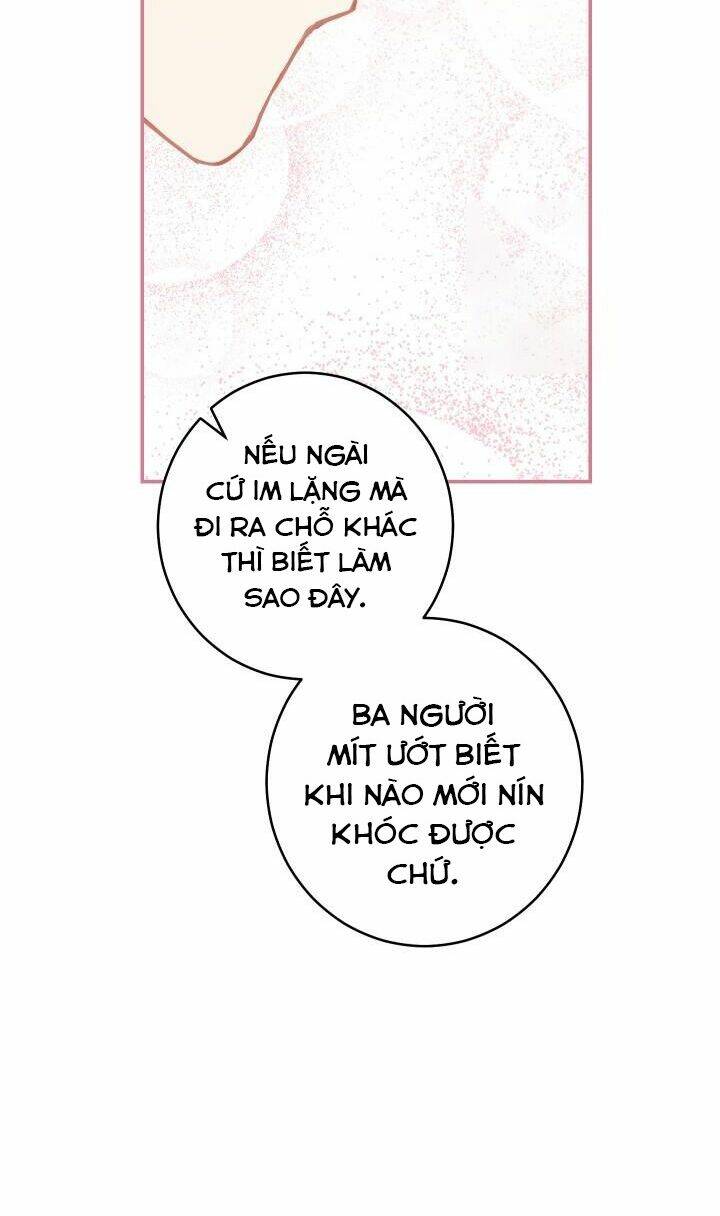 NẾU NGÀI
CỨ IM LẶNG MÀ
ĐI RA CHỖ KHÁC
THÌ BIẾT LÀM
SAO ĐÂY.
BA NGƯỜI
MÍT ƯỚT BIẾT
KHI NÀO MỚI NÍN
KHÓC ĐƯỢC
CHỨ.